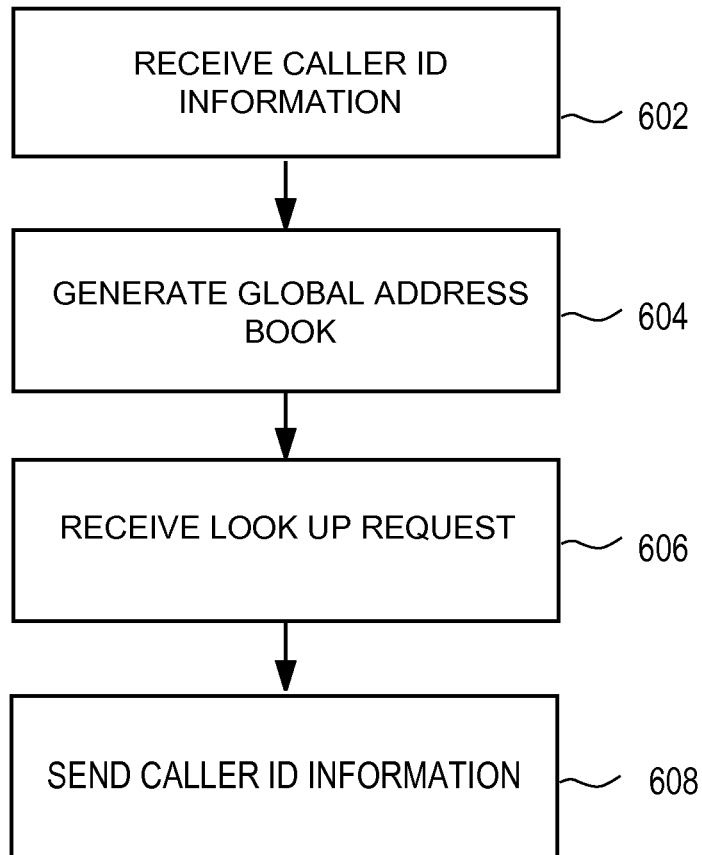 RECEIVE CALLER ID
INFORMATION
602
GENERATE GLOBAL ADDRESS
BOOK
604
RECEIVE LOOK UP REQUEST
606
SEND CALLER ID INFORMATION
608